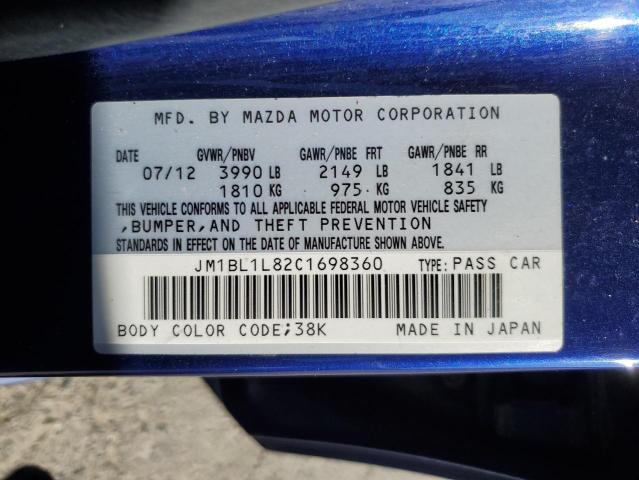 MFD. BY MAZDA MOTOR CORPORATION
DATE GVWR/PNBV GAWR/PNBE FRT GAWR/PNBE RR
07/12 3990 LB 2149 LB 1841 LB
1810 KG 975 KG 835 KG
THIS VEHICLE CONFORMS TO ALL APPLICABLE FEDERAL MOTOR VEHICLE SAFETY
,BUMPER,AND THEFT PREVENTION
STANDARDS IN EFFECT ON THE DATE OF MANUFACTURE SHOWN ABOVE.
JM1BL1L82C1698360 TYPE: PASS CAR
BODY COLOR CODE;38K MADE IN JAPAN